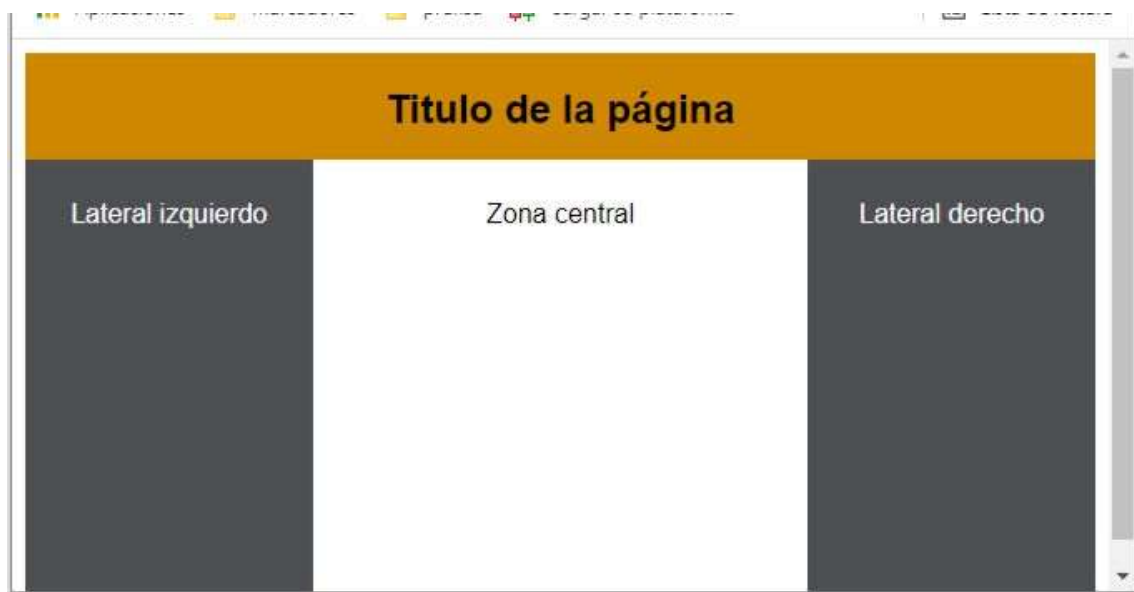 Titulo de la página
Lateral izquierdo
Zona central
Lateral derecho